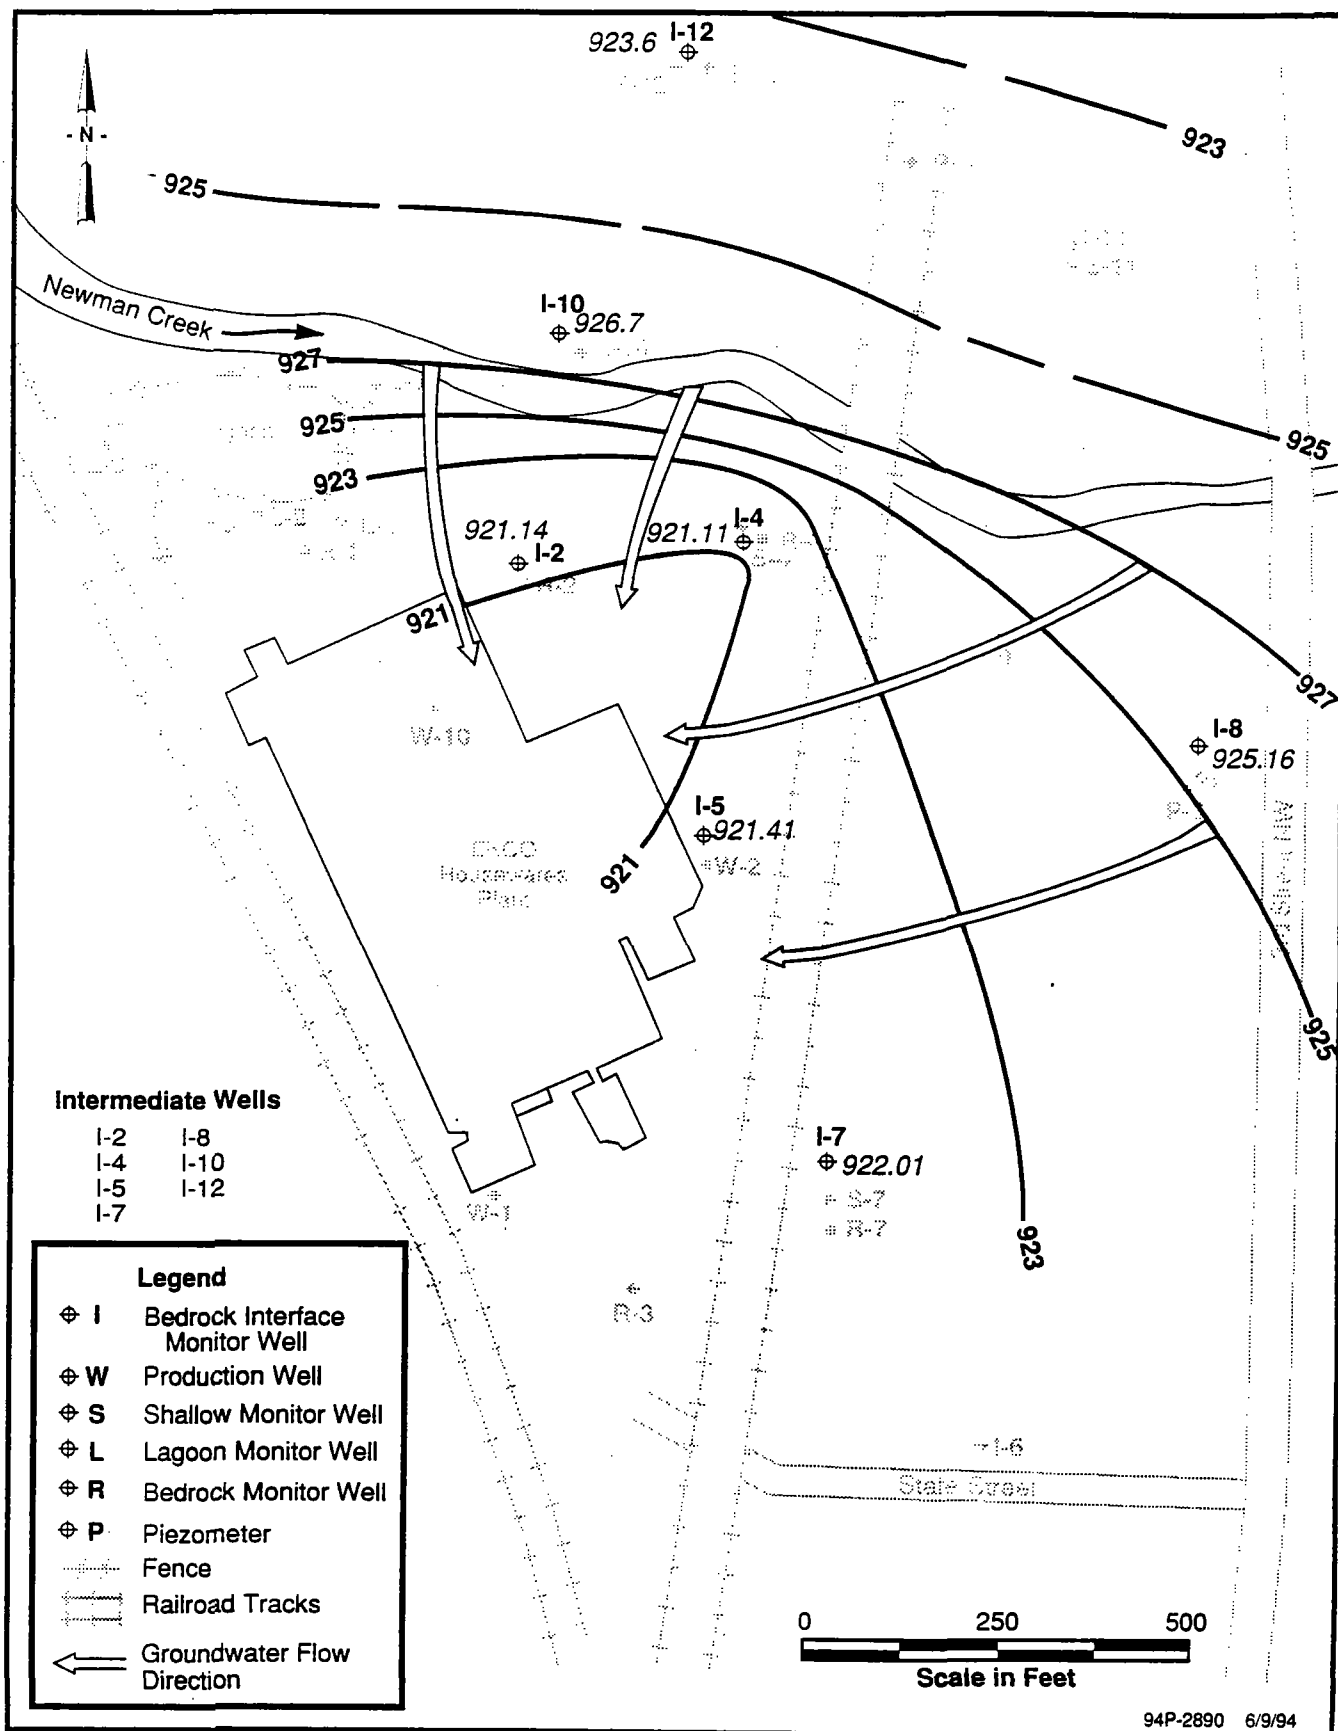 I-12
923.6
- N -
923
925
Newman Creek
I-10
926.7
927
925
925
923
921.14
I-2
921.11
I-4
921
927
W-10
I-8
925.16
I-5
921.41
W-2
Housewares
921
925
Intermediate Wells
I-2 I-8
I-4 I-10
I-5 I-12
I-7
I-7
922.01
S-7
R-7
W-1
923
R-3
Legend
I Bedrock Interface
Monitor Well
W Production Well
S Shallow Monitor Well
L Lagoon Monitor Well
R Bedrock Monitor Well
P Piezometer
Fence
Railroad Tracks
Groundwater Flow
Direction
I-6
State Street
0 250 500
Scale in Feet
94P-2890 6/9/94